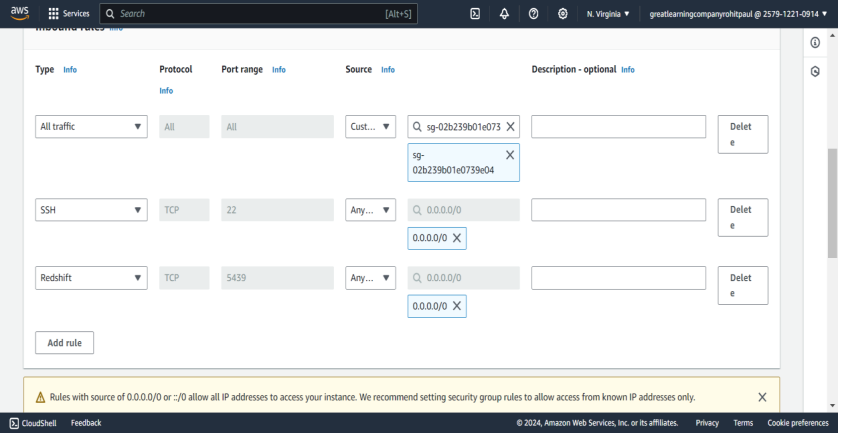 aws Services Search [Alt+S] N. Virginia greatlearningcompanyrohitpaul @ 2579-1221-0914
Inbound rules Info
Type Info Protocol Info Port range Info Source Info Description - optional Info
All traffic All All Cust... sg-02b239b01e073 Delet
e
sg-
02b239b01e0739e04
SSH TCP 22 Any... 0.0.0.0/0 Delet
e
0.0.0.0/0
Redshift TCP 5439 Any... 0.0.0.0/0 Delet
e
0.0.0.0/0
Add rule
Rules with source of 0.0.0.0/0 or ::/0 allow all IP addresses to access your instance. We recommend setting security group rules to allow access from known IP addresses only.
CloudShell Feedback © 2024, Amazon Web Services, Inc. or its affiliates. Privacy Terms Cookie preferences